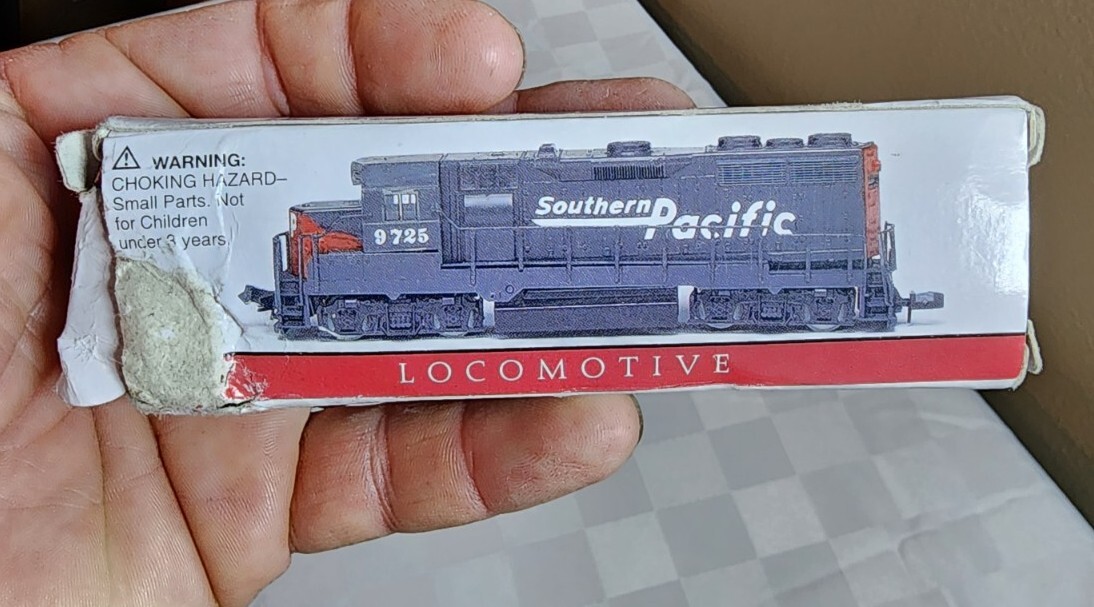 WARNING:
CHOKING HAZARD–
Small Parts. Not
for Children
under 3 years.
Southern Pacific
9725
LOCOMOTIVE